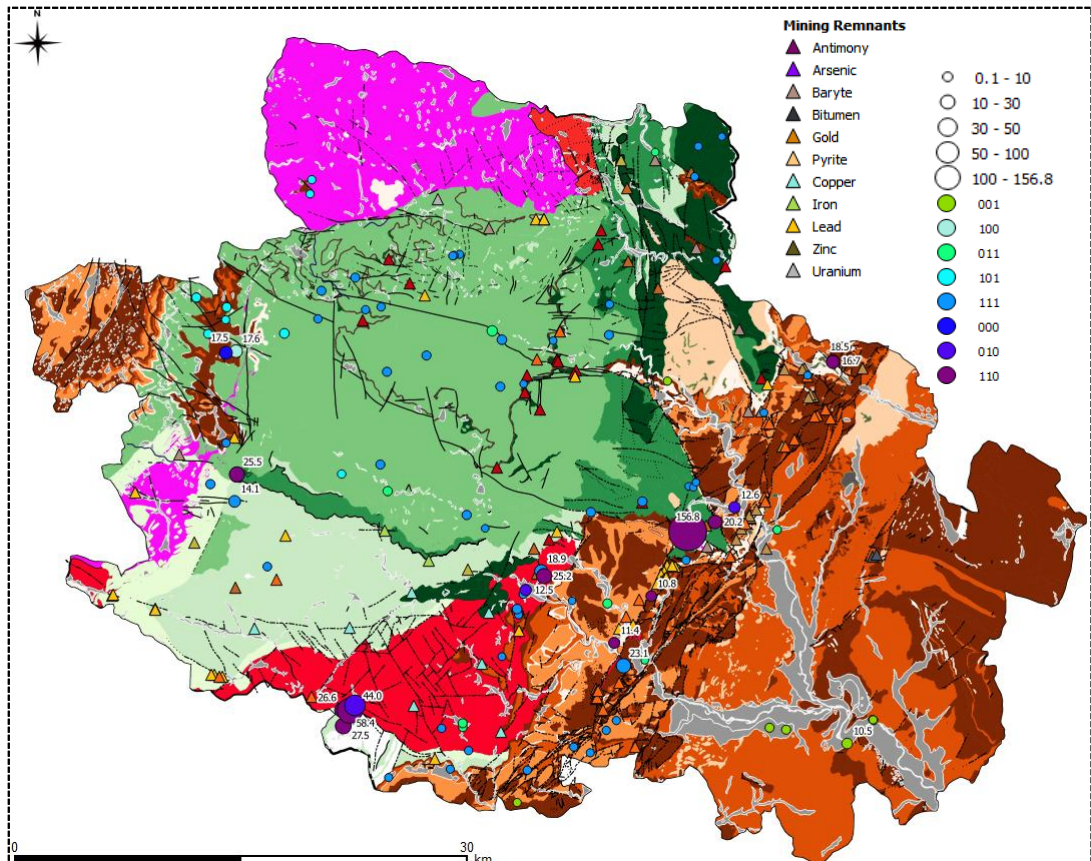 N
Mining Remnants
Antimony
Arsenic
Baryte
Bitumen
Gold
Pyrite
Copper
Iron
Lead
Zinc
Uranium
0.1 - 10
10 - 30
30 - 50
50 - 100
100 - 156.8
001
100
011
101
111
000
010
110
17.5
17.6
18.5
16.7
25.5
14.1
12.6
156.8
20.2
18.9
25.2
12.5
10.8
11.4
23.1
26.6
44.0
58.4
27.5
10.5
0
30
km